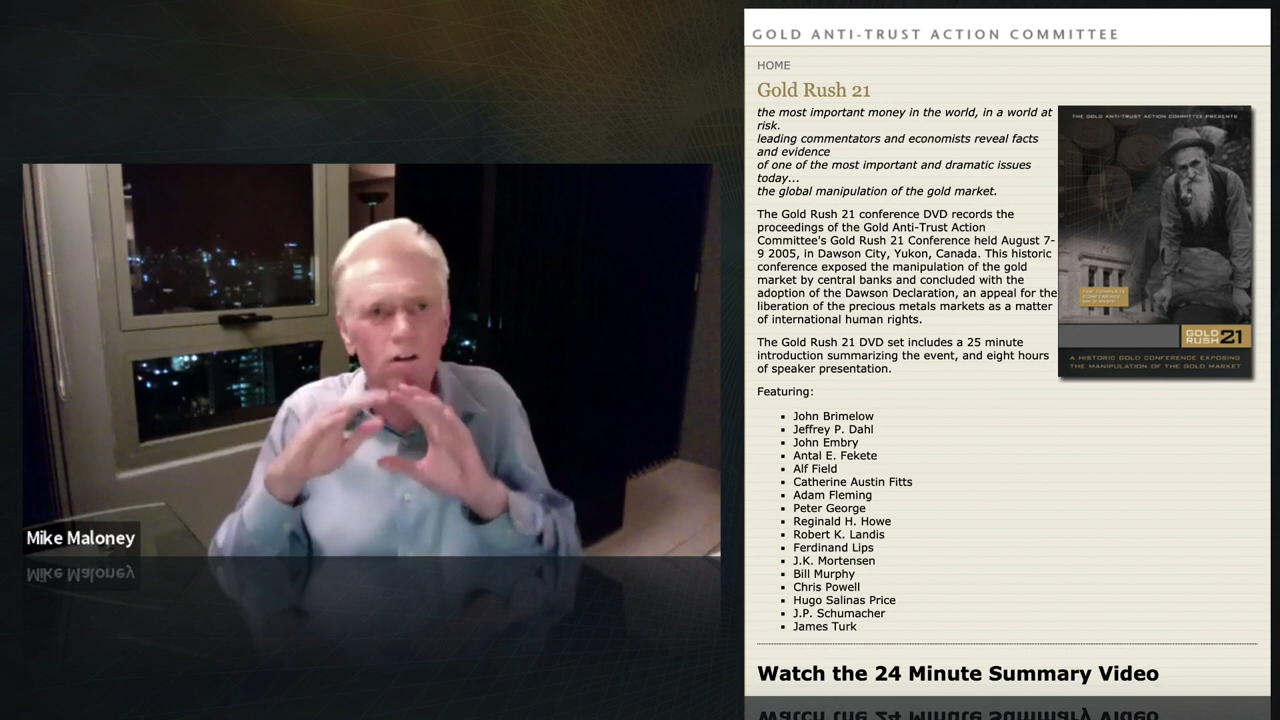 GOLD ANTI-TRUST ACTION COMMITTEE
HOME
Gold Rush 21
the most important money in the world, in a world at
risk.
leading commentators and economists reveal facts
and evidence
of one of the most important and dramatic issues
today...
the global manipulation of the gold market.
The Gold Rush 21 conference DVD records the
proceedings of the Gold Anti-Trust Action
Committee's Gold Rush 21 Conference held August 7-
9 2005, in Dawson City, Yukon, Canada. This historic
conference exposed the manipulation of the gold
market by central banks and concluded with the
adoption of the Dawson Declaration, an appeal for the
liberation of the precious metals markets as a matter
of international human rights.
The Gold Rush 21 DVD set includes a 25 minute
introduction summarizing the event, and eight hours
of speaker presentation.
Featuring:
John Brimelow
Jeffrey P. Dahl
John Embry
Antal E. Fekete
Alf Field
Catherine Austin Fitts
Adam Fleming
Peter George
Reginald H. Howe
Robert K. Landis
Ferdinand Lips
J.K. Mortensen
Bill Murphy
Chris Powell
Hugo Salinas Price
J.P. Schumacher
James Turk
Watch the 24 Minute Summary Video
THE GOLD ANTI-TRUST ACTION COMMITTEE PRESENTS
GOLD
RUSH 21
A HISTORIC GOLD CONFERENCE EXPOSING
THE MANIPULATION OF THE GOLD MARKET
Mike Maloney